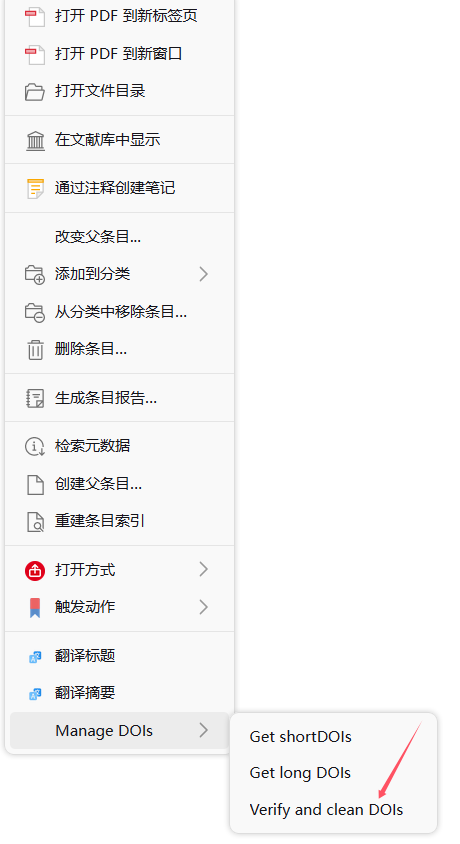 打开 PDF 到新标签页
打开 PDF 到新窗口
打开文件目录
在文献库中显示
通过注释创建笔记
改变父条目...
添加到分类
从分类中移除条目...
删除条目...
生成条目报告...
检索元数据
创建父条目...
重建条目索引
打开方式
触发动作
翻译标题
翻译摘要
Manage DOIs
Get shortDOIs
Get long DOIs
Verify and clean DOIs